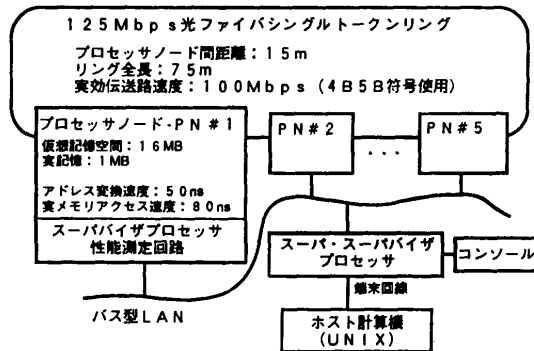 125Mbps光ファイバシングルトークンリング
プロセッサノード間距離:15m
リング全長:75m
実効伝送路速度:100Mbps(4B5B符号使用)
プロセッサノード・PN#1
仮想記憶空間:16MB
実記憶:1MB
アドレス変換速度:50ns
実メモリアクセス速度:80ns
スーパバイザプロセッサ
性能測定回路
PN#2
...
PN#5
スーパ・スーパバイザ
プロセッサ
コンソール
端末回線
バス型LAN
ホスト計算機
(UNIX)